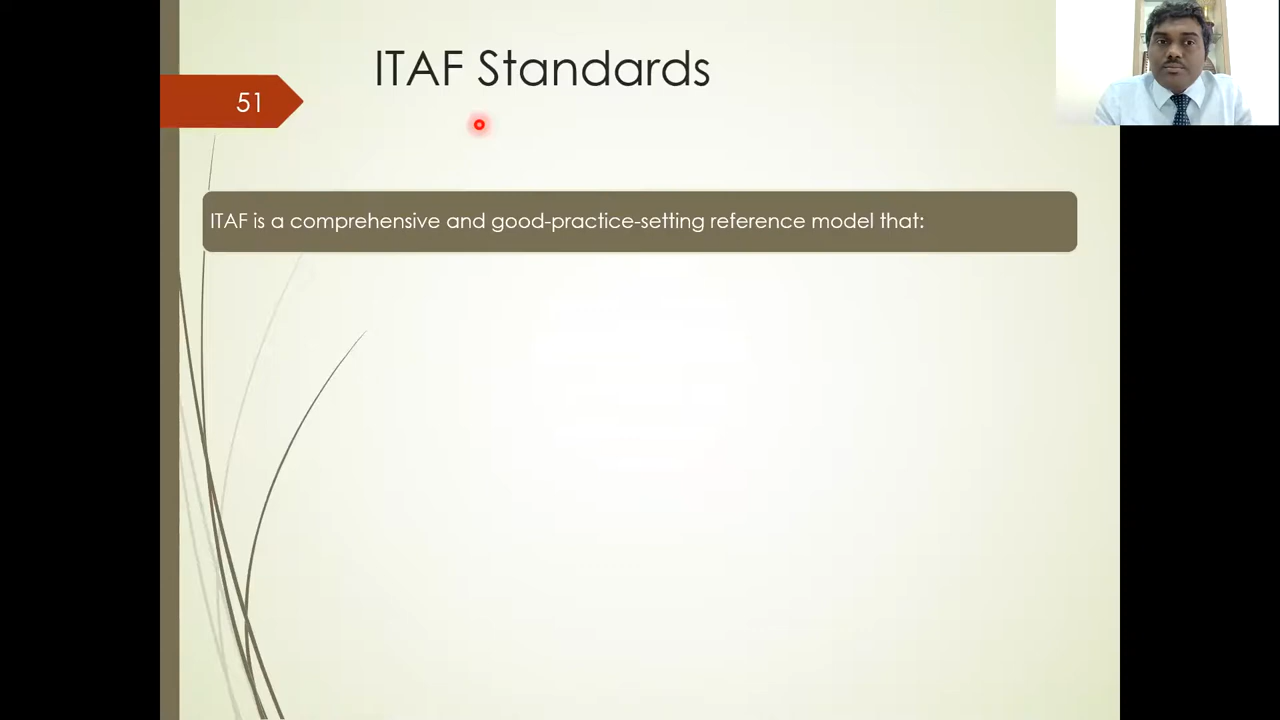 ITAF Standards
51
ITAF is a comprehensive and good-practice-setting reference model that: